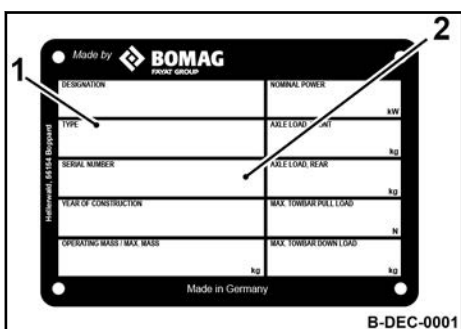 2
1
Made by BOMAG
FAYAT GROUP
DESIGNATION NOMINAL POWER
kW
TYPE AXLE LOAD,
kg
SERIAL NUMBER AXLE LOAD, REAR
kg
YEAR OF CONSTRUCTION MAX. TOWBAR PULL LOAD
N
OPERATING MASS / MAX. MASS MAX. TOWBAR DOWN LOAD
kg kg
Hellerwald, 56154 Boppard
Made in Germany
B-DEC-0001